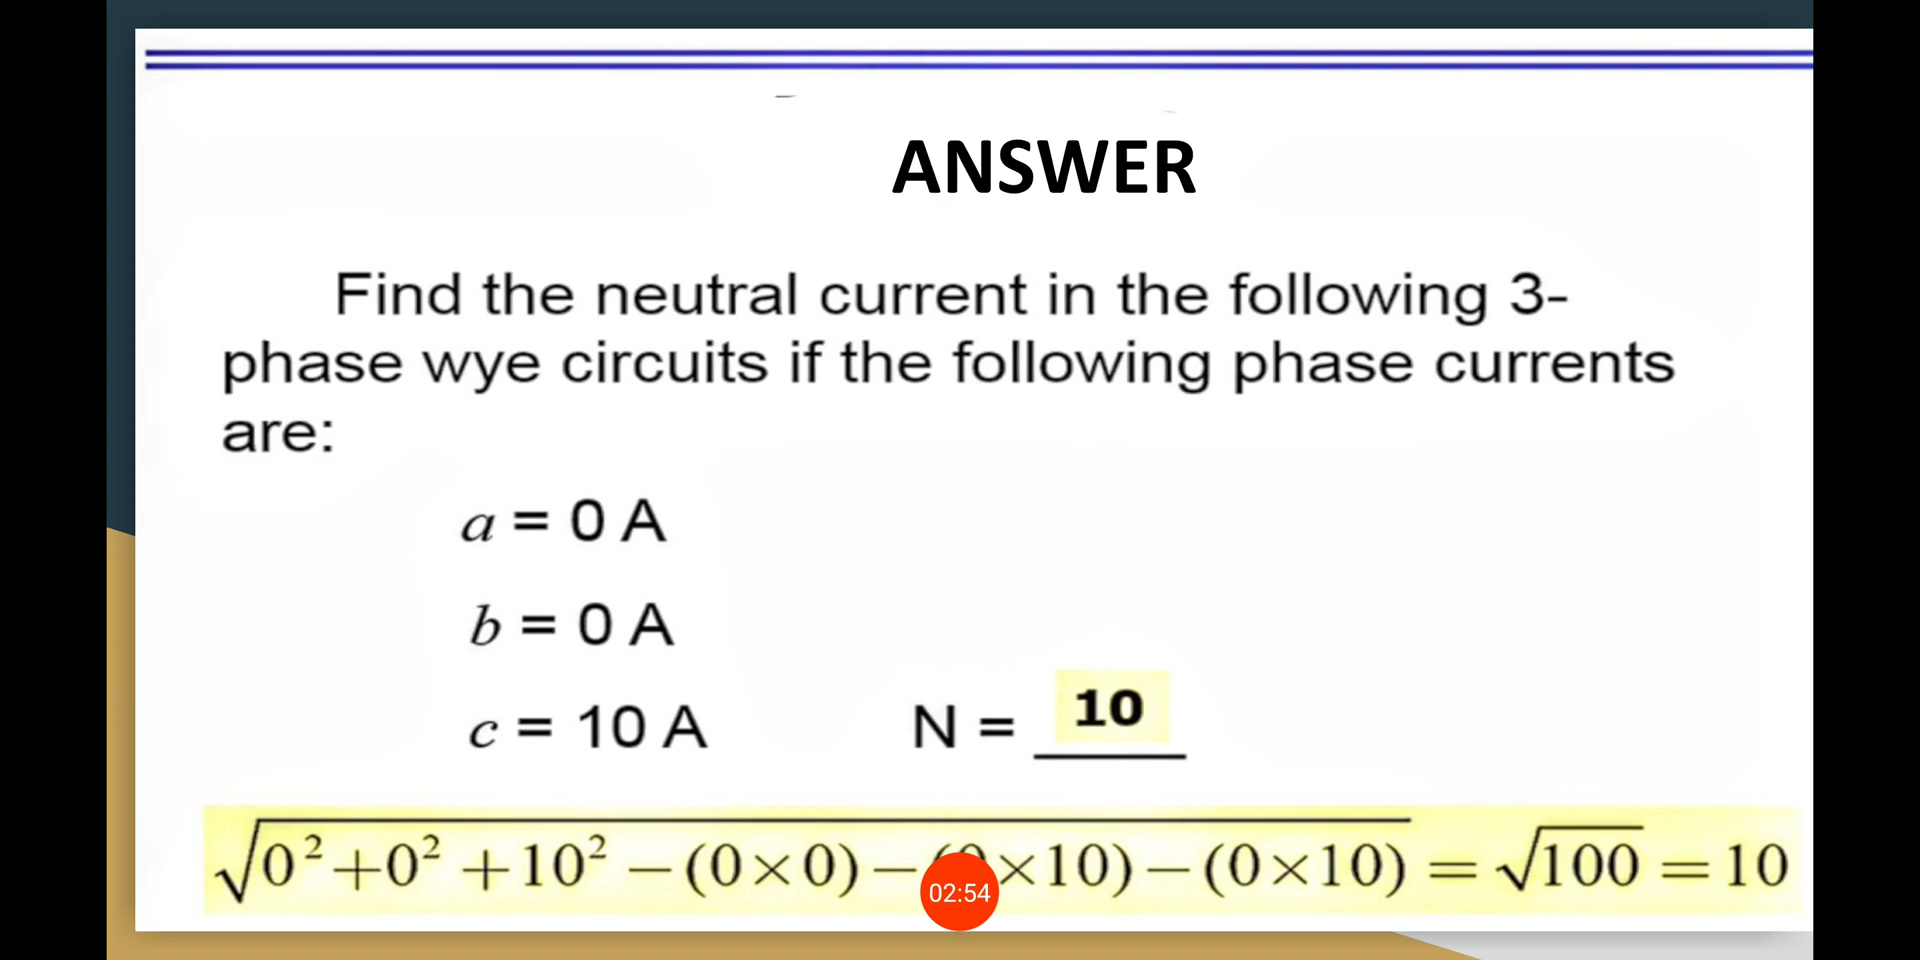 ANSWER
Find the neutral current in the following 3-
phase wye circuits if the following phase currents
are:
a = 0 A
b = 0 A
c = 10 A N = 10
√0² +0² +10² −(0×0)−( ×10)−(0×10) = √100 = 10
02:54